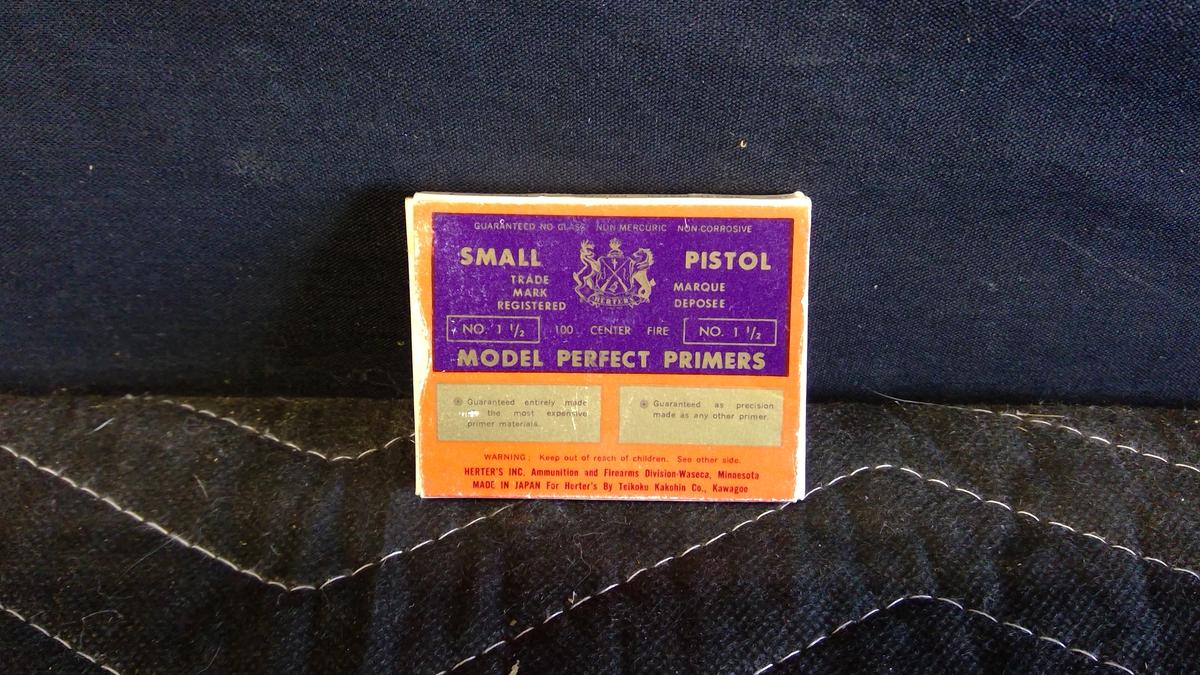 GUARANTEED NO GLASS NON MERCURIC NON CORROSIVE
SMALL PISTOL
TRADE MARK REGISTERED
HERTER'S
MARQUE DEPOSEE
NO. 1 1/2 100 CENTER FIRE NO. 1 1/2
MODEL PERFECT PRIMERS
Guaranteed entirely made
the most expensive
primer materials.
Guaranteed as precision
made as any other primer.
WARNING: Keep out of reach of children. See other side.
HERTER'S INC. Ammunition and Firearms Division-Waseca, Minnesota
MADE IN JAPAN For Herter's By Teikoku Kakohin Co., Kawagoe